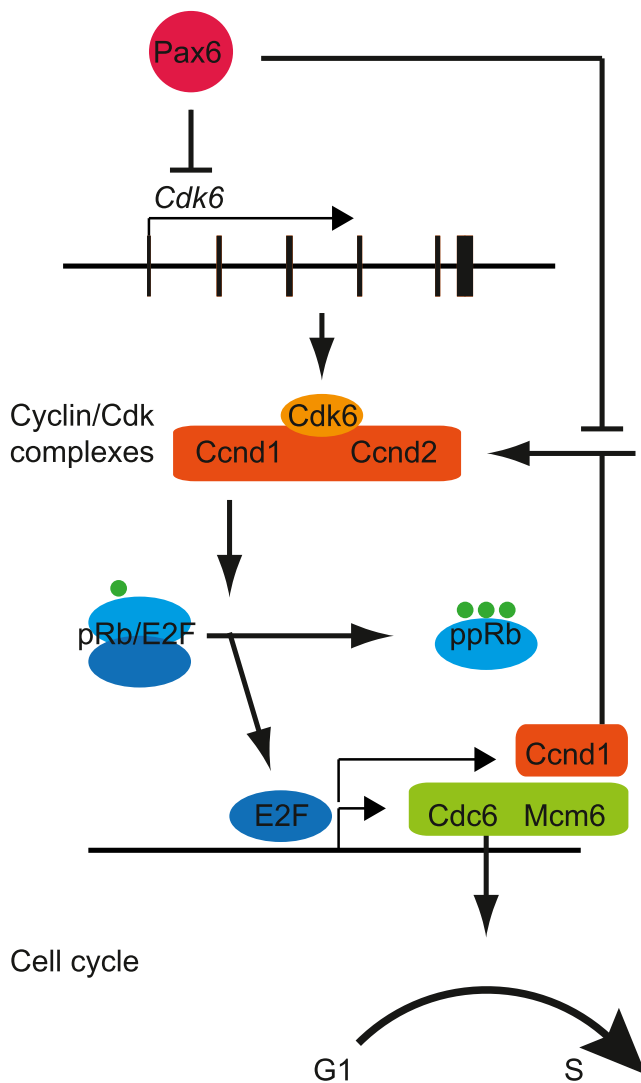 Pax6
Cdk6
Cdk6
Cyclin/Cdk
complexes
Ccnd1 Ccnd2
pRb/E2F
ppRb
Ccnd1
E2F
Cdc6 Mcm6
Cell cycle
G1
S